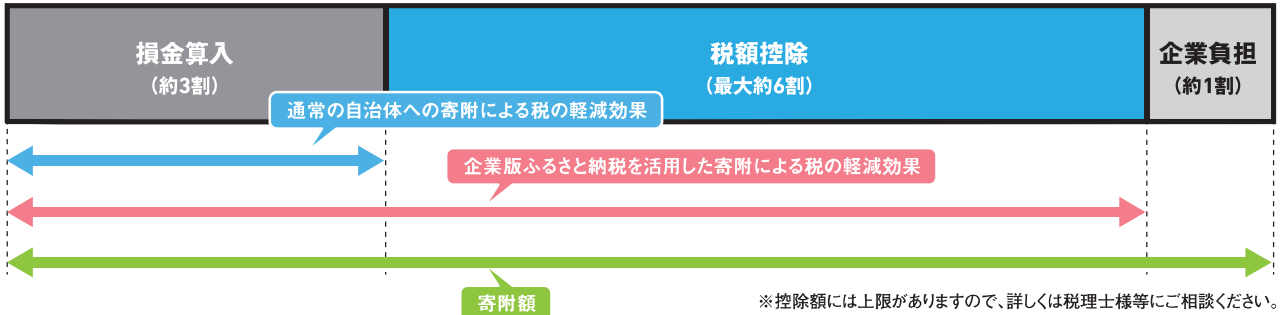 損金算入
（約3割）
税額控除
（最大約6割）
企業負担
（約1割）
通常の自治体への寄附による税の軽減効果
企業版ふるさと納税を活用した寄附による税の軽減効果
寄附額
※控除額には上限がありますので、詳しくは税理士様等にご相談ください。